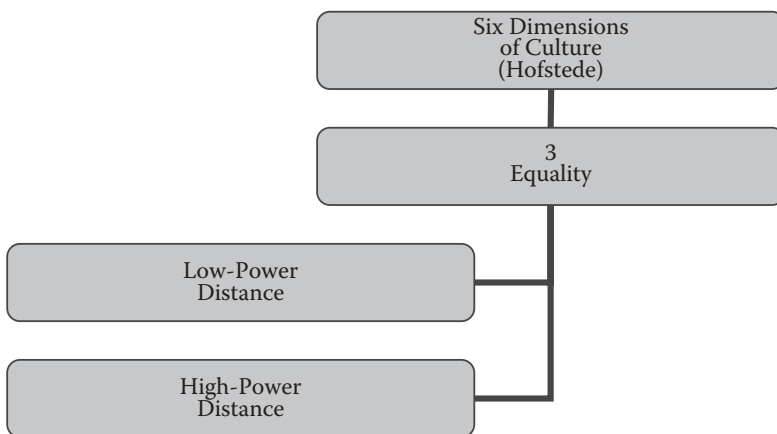 Six Dimensions
of Culture
(Hofstede)
3
Equality
Low-Power
Distance
High-Power
Distance